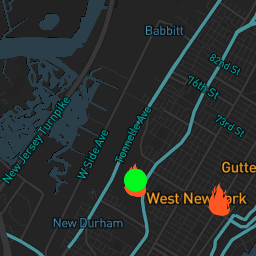 Babbitt
82nd St
76th St
73rd St
New Jersey Turnpike
W Side Ave
Tonnelle Ave
Gutte
West New York
New Durham